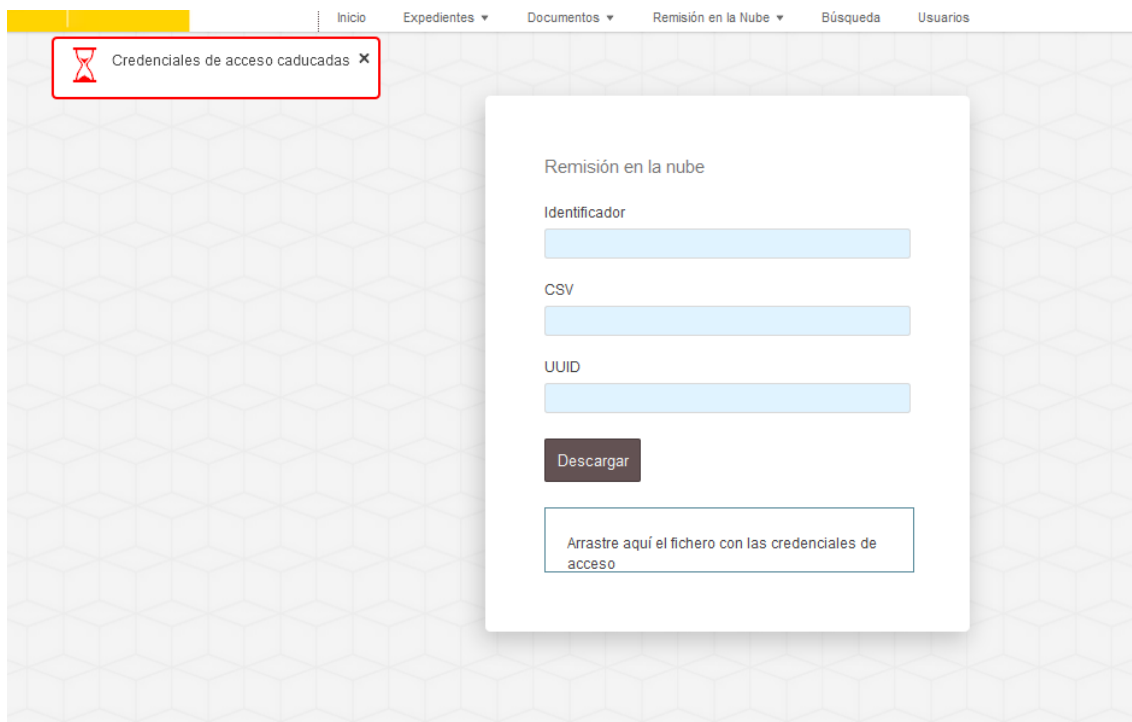 Inicio Expedientes ▾ Documentos ▾ Remisión en la Nube ▾ Búsqueda Usuarios
Credenciales de acceso caducadas ×
Remisión en la nube
Identificador
CSV
UUID
Descargar
Arrastre aquí el fichero con las credenciales de
acceso